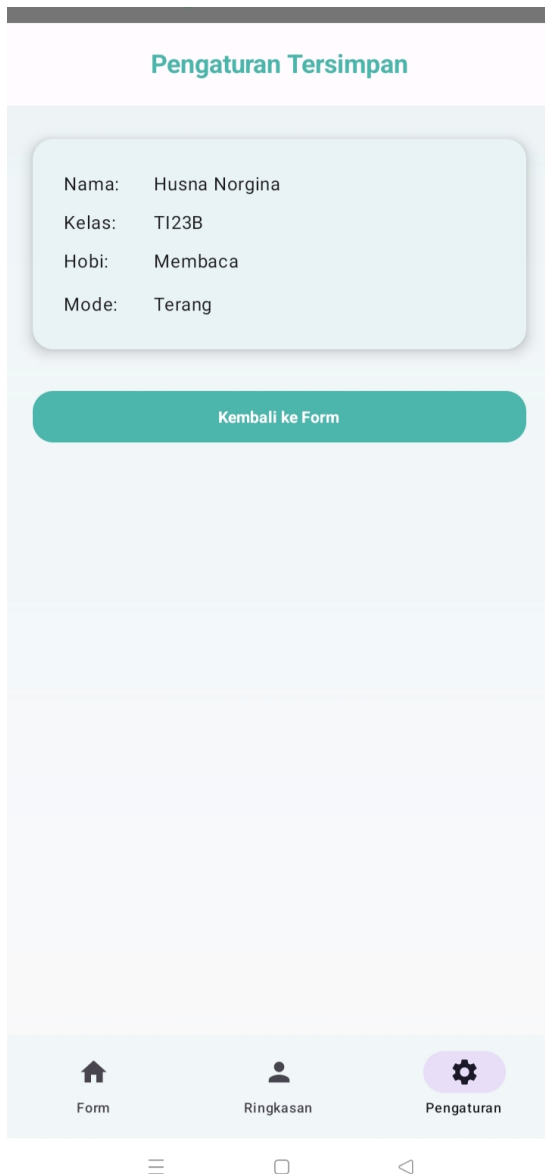 Pengaturan Tersimpan
Nama: Husna Norgina
Kelas: TI23B
Hobi: Membaca
Mode: Terang
Kembali ke Form
Form Ringkasan Pengaturan